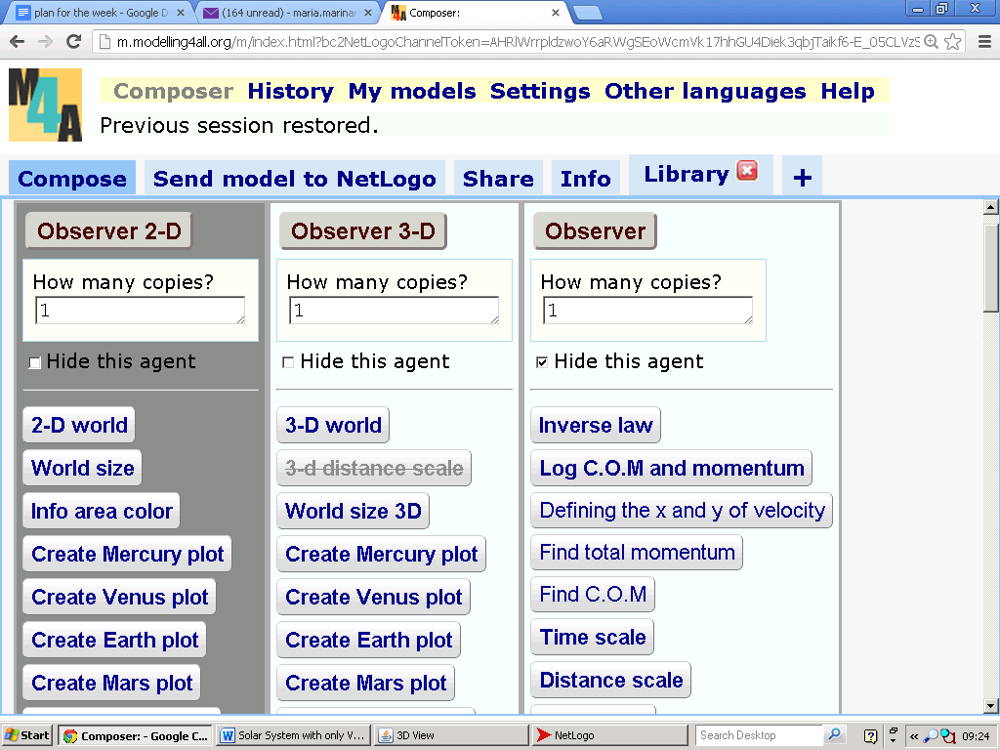 plan for the week - Google D
(164 unread) - maria.marinar
Composer:
m.modelling4all.org/m/index.html?bc2NetLogoChannelToken=
M4A
Composer History My models Settings Other languages Help
Previous session restored.
Compose Send model to NetLogo Share Info Library +
Observer 2-D
How many copies?
1
Hide this agent
2-D world
World size
Info area color
Create Mercury plot
Create Venus plot
Create Earth plot
Create Mars plot
Observer 3-D
How many copies?
1
Hide this agent
3-D world
3-d distance scale
World size 3D
Create Mercury plot
Create Venus plot
Create Earth plot
Create Mars plot
Observer
How many copies?
1
Hide this agent
Inverse law
Log C.O.M and momentum
Defining the x and y of velocity
Find total momentum
Find C.O.M
Time scale
Distance scale
Start Composer: - Google C... Solar System with only V... 3D View NetLogo Search Desktop « 09:24